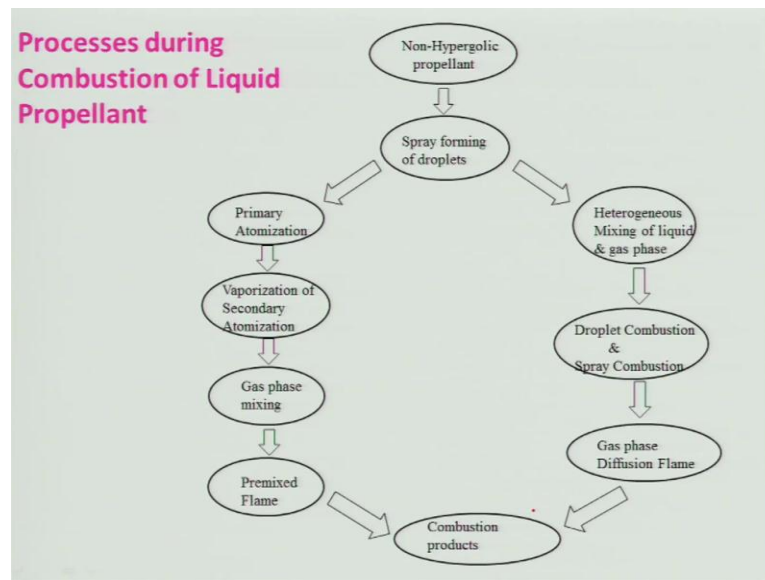 Processes during
Combustion of Liquid
Propellant
Non-Hypergolic
propellant
Spray forming
of droplets
Primary
Atomization
Heterogeneous
Mixing of liquid
& gas phase
Vaporization of
Secondary
Atomization
Droplet Combustion
&
Spray Combustion
Gas phase
mixing
Gas phase
Diffusion Flame
Premixed
Flame
Combustion
products